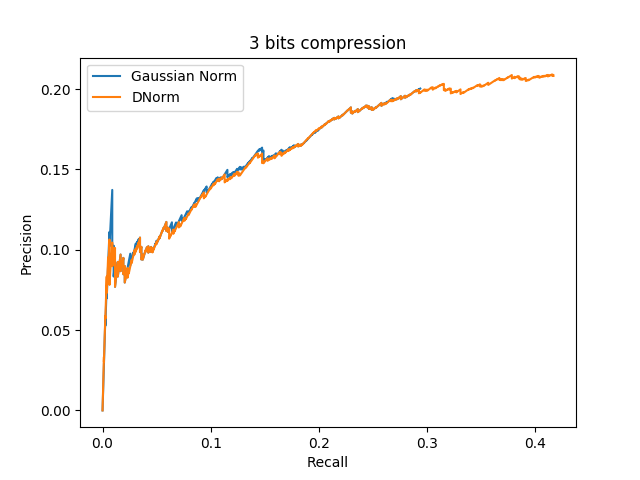 3 bits compression
Gaussian Norm
DNorm
0.20
0.15
0.10
0.05
0.00
Precision
0.0 0.1 0.2 0.3 0.4
Recall